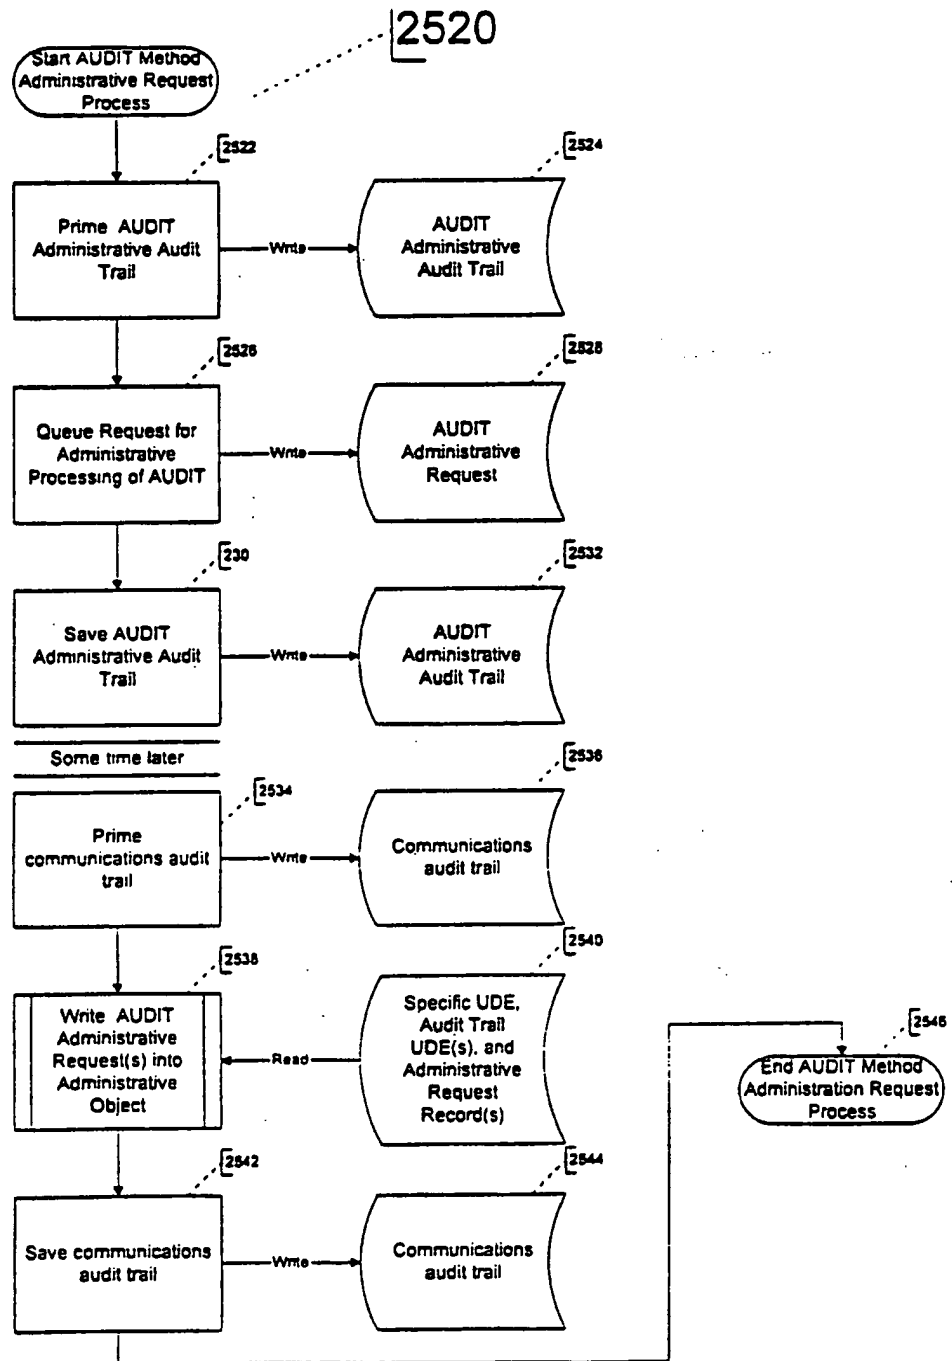 2520
Start AUDIT Method
Administrative Request
Process
2522
Prime AUDIT
Administrative Audit
Trail
Write
2524
AUDIT
Administrative
Audit Trail
2526
Queue Request for
Administrative
Processing of AUDIT
Write
2528
AUDIT
Administrative
Request
230
Save AUDIT
Administrative Audit
Trail
Write
2532
AUDIT
Administrative
Audit Trail
Some time later
2534
Prime
communications audit
trail
Write
2536
Communications
audit trail
2538
Write AUDIT
Administrative
Request(s) into
Administrative
Object
Read
2540
Specific UDE,
Audit Trail
UDE(s), and
Administrative
Request
Record(s)
2542
Save communications
audit trail
Write
2544
Communications
audit trail
2546
End AUDIT Method
Administration Request
Process